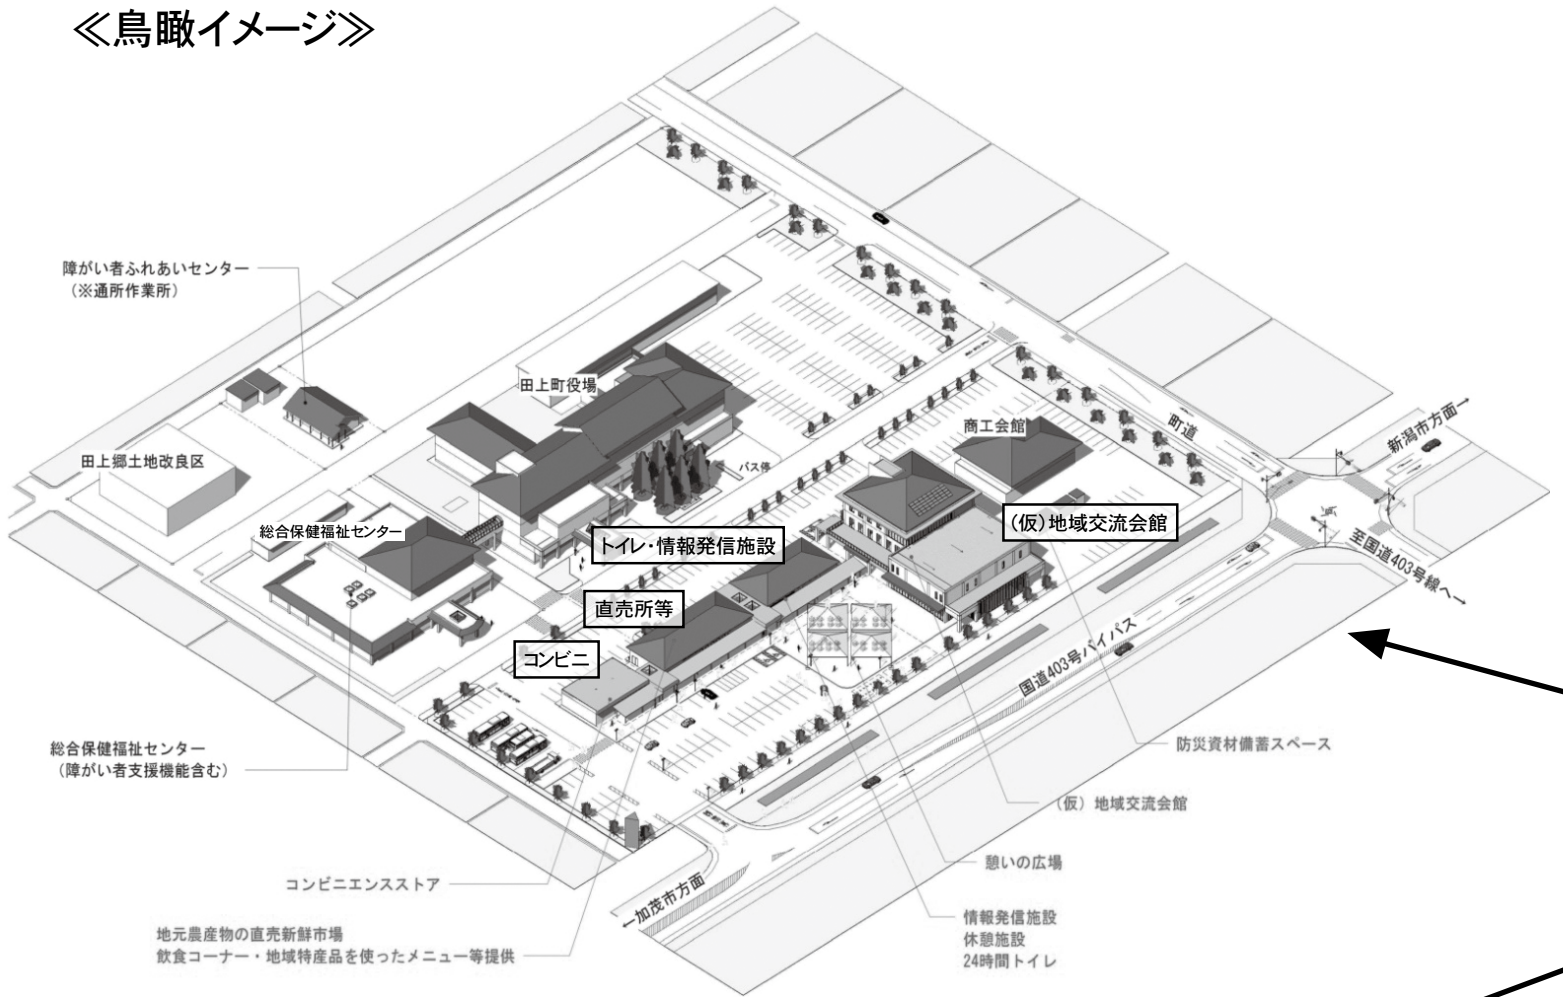 ≪鳥瞰イメージ≫
障がい者ふれあいセンター
（※通所作業所）
田上町役場
田上郷土地改良区
総合保健福祉センター
バス停
商工会館
町道
新潟市方面→
(仮)地域交流会館
トイレ・情報発信施設
直売所等
コンビニ
至国道403号線へ→
国道403号バイパス
総合保健福祉センター
（障がい者支援機能含む）
防災資材備蓄スペース
（仮）地域交流会館
憩いの広場
コンビニエンスストア
←加茂市方面
地元農産物の直売新鮮市場
飲食コーナー・地域特産品を使ったメニュー等提供
情報発信施設
休憩施設
24時間トイレ